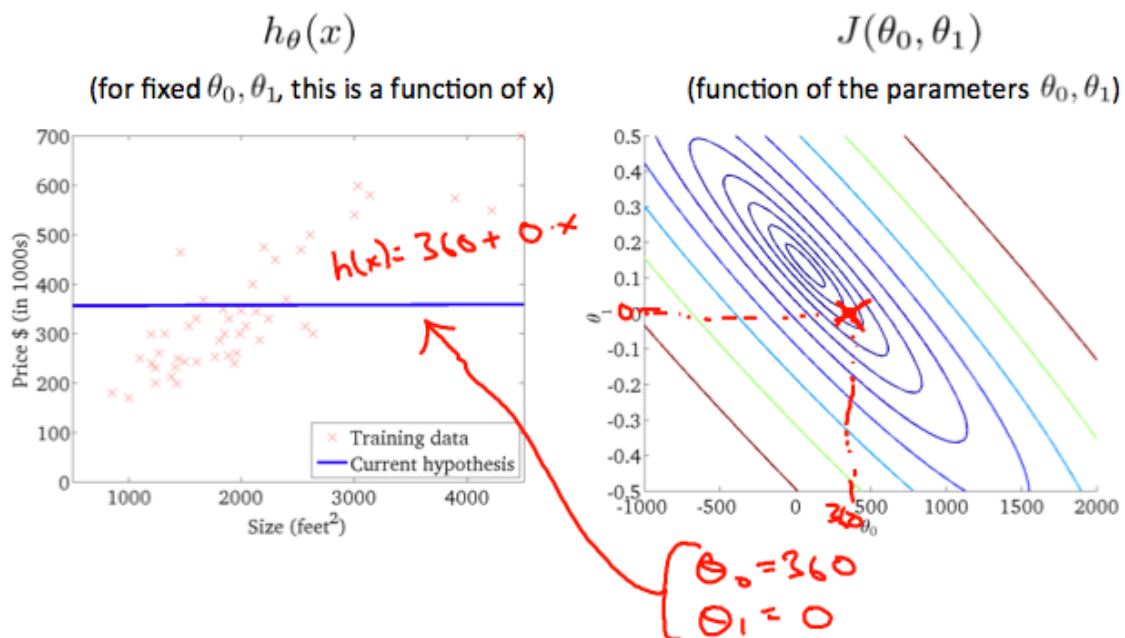 hθ(x)
(for fixed θ0, θ1, this is a function of x)
700
600
500
400
300
200
100
0
Price $ (in 1000s)
h(x) = 360 + 0·x
Training data
Current hypothesis
1000
2000
3000
4000
Size (feet²)
J(θ0, θ1)
(function of the parameters θ0, θ1)
0.5
0.4
0.3
0.2
0.1
0
0
-0.1
-0.2
-0.3
-0.4
-0.5
θ1
-1000
-500
0
360
500
1000
1500
2000
θ0
θ0 = 360
θ1 = 0